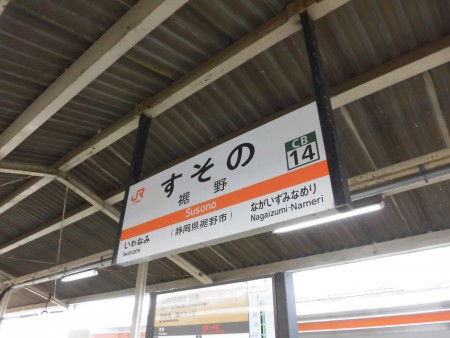 すその
裾野
Susono
JR
CB
14
いわなみ
Iwanami
(静岡県裾野市)
ながいずみなめり
Nagaizumi-Nameri